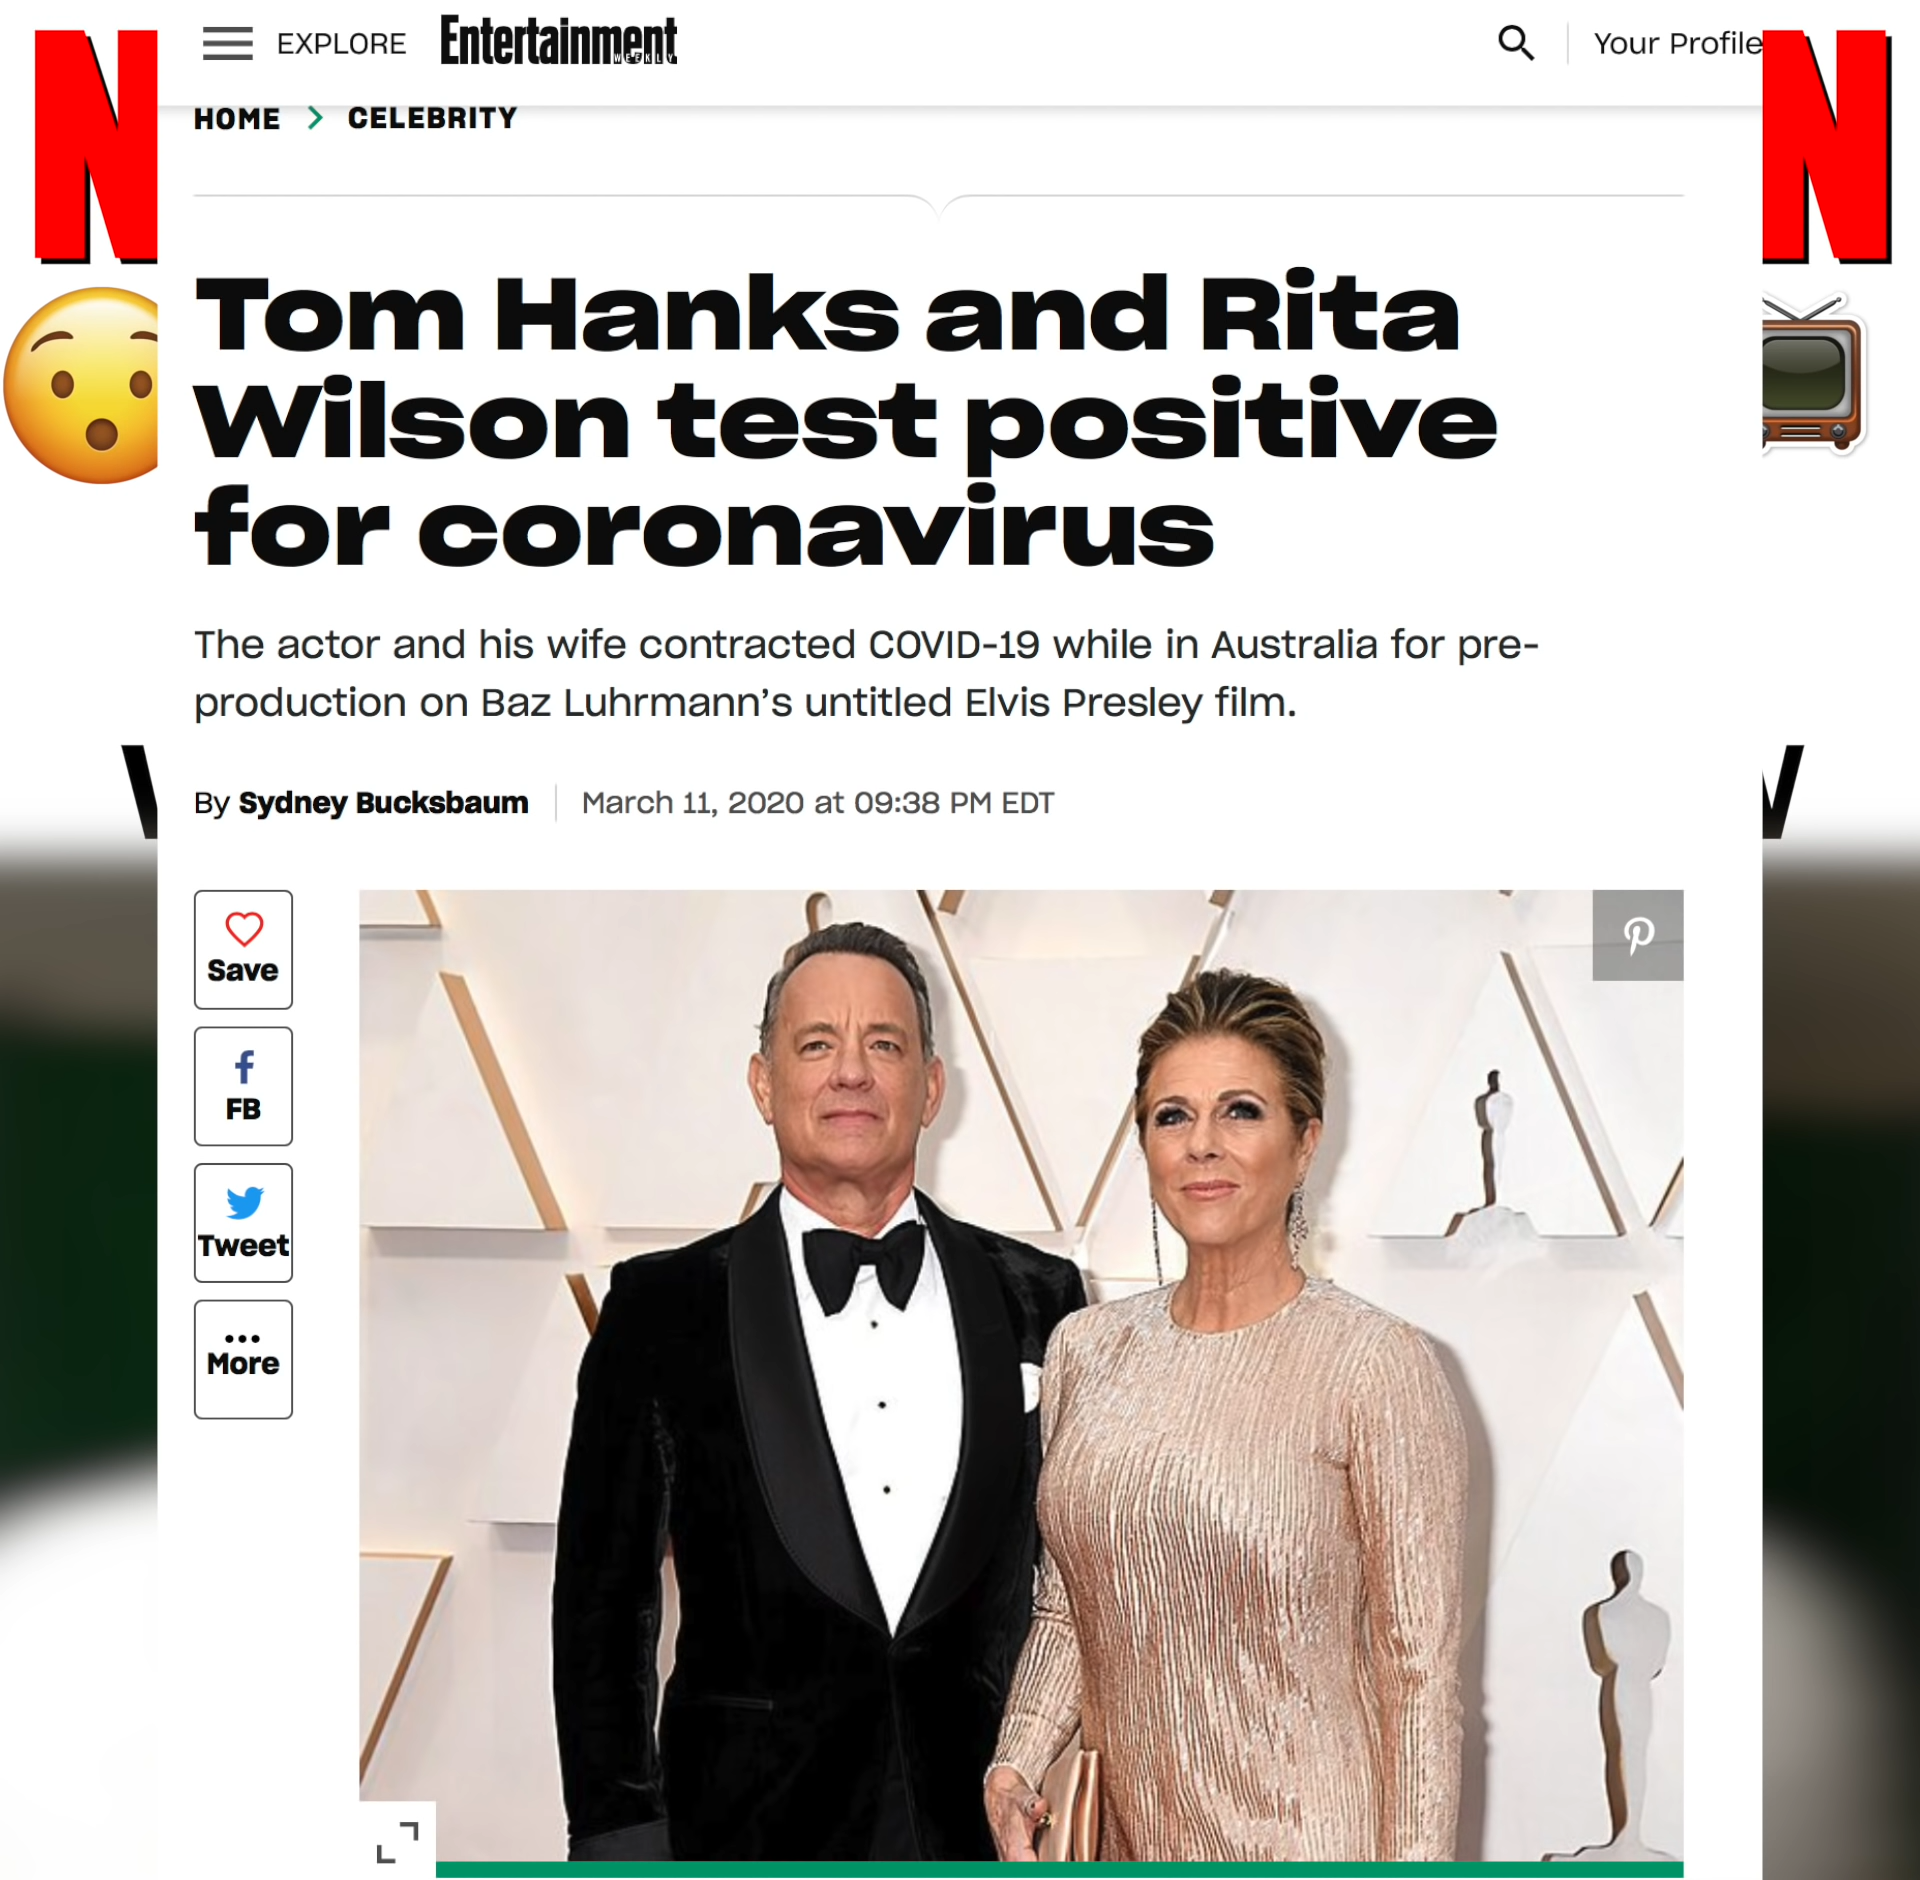 N
EXPLORE
Entertainment
WEEKLY
Your Profile
N
HOME > CELEBRITY
Tom Hanks and Rita
Wilson test positive
for coronavirus
The actor and his wife contracted COVID-19 while in Australia for pre-
production on Baz Luhrmann’s untitled Elvis Presley film.
By Sydney Bucksbaum
March 11, 2020 at 09:38 PM EDT
Save
FB
Tweet
More